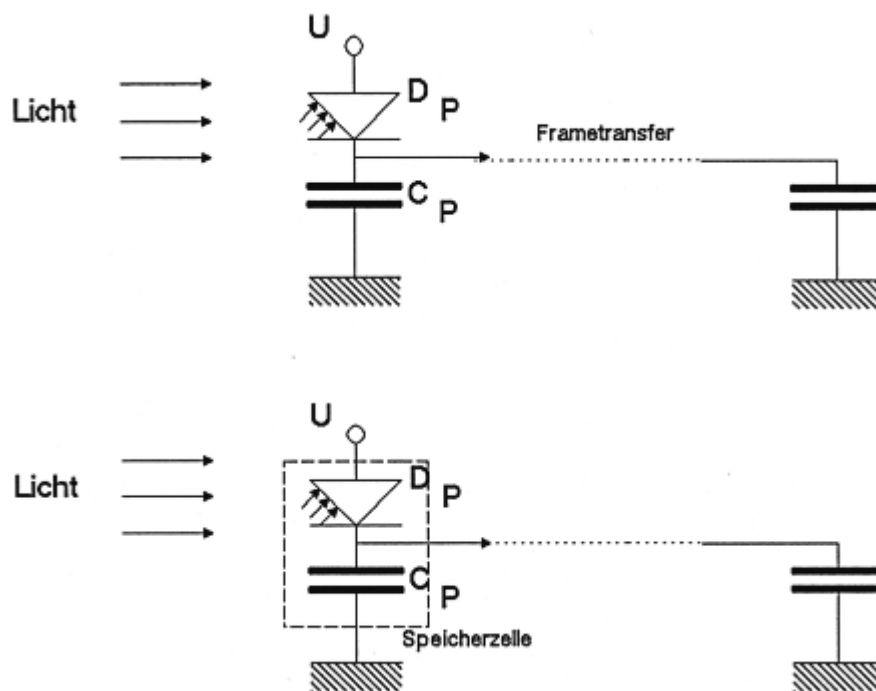 U
D
P
Licht
Frametransfer
C
P
U
D
P
Licht
C
P
Speicherzelle